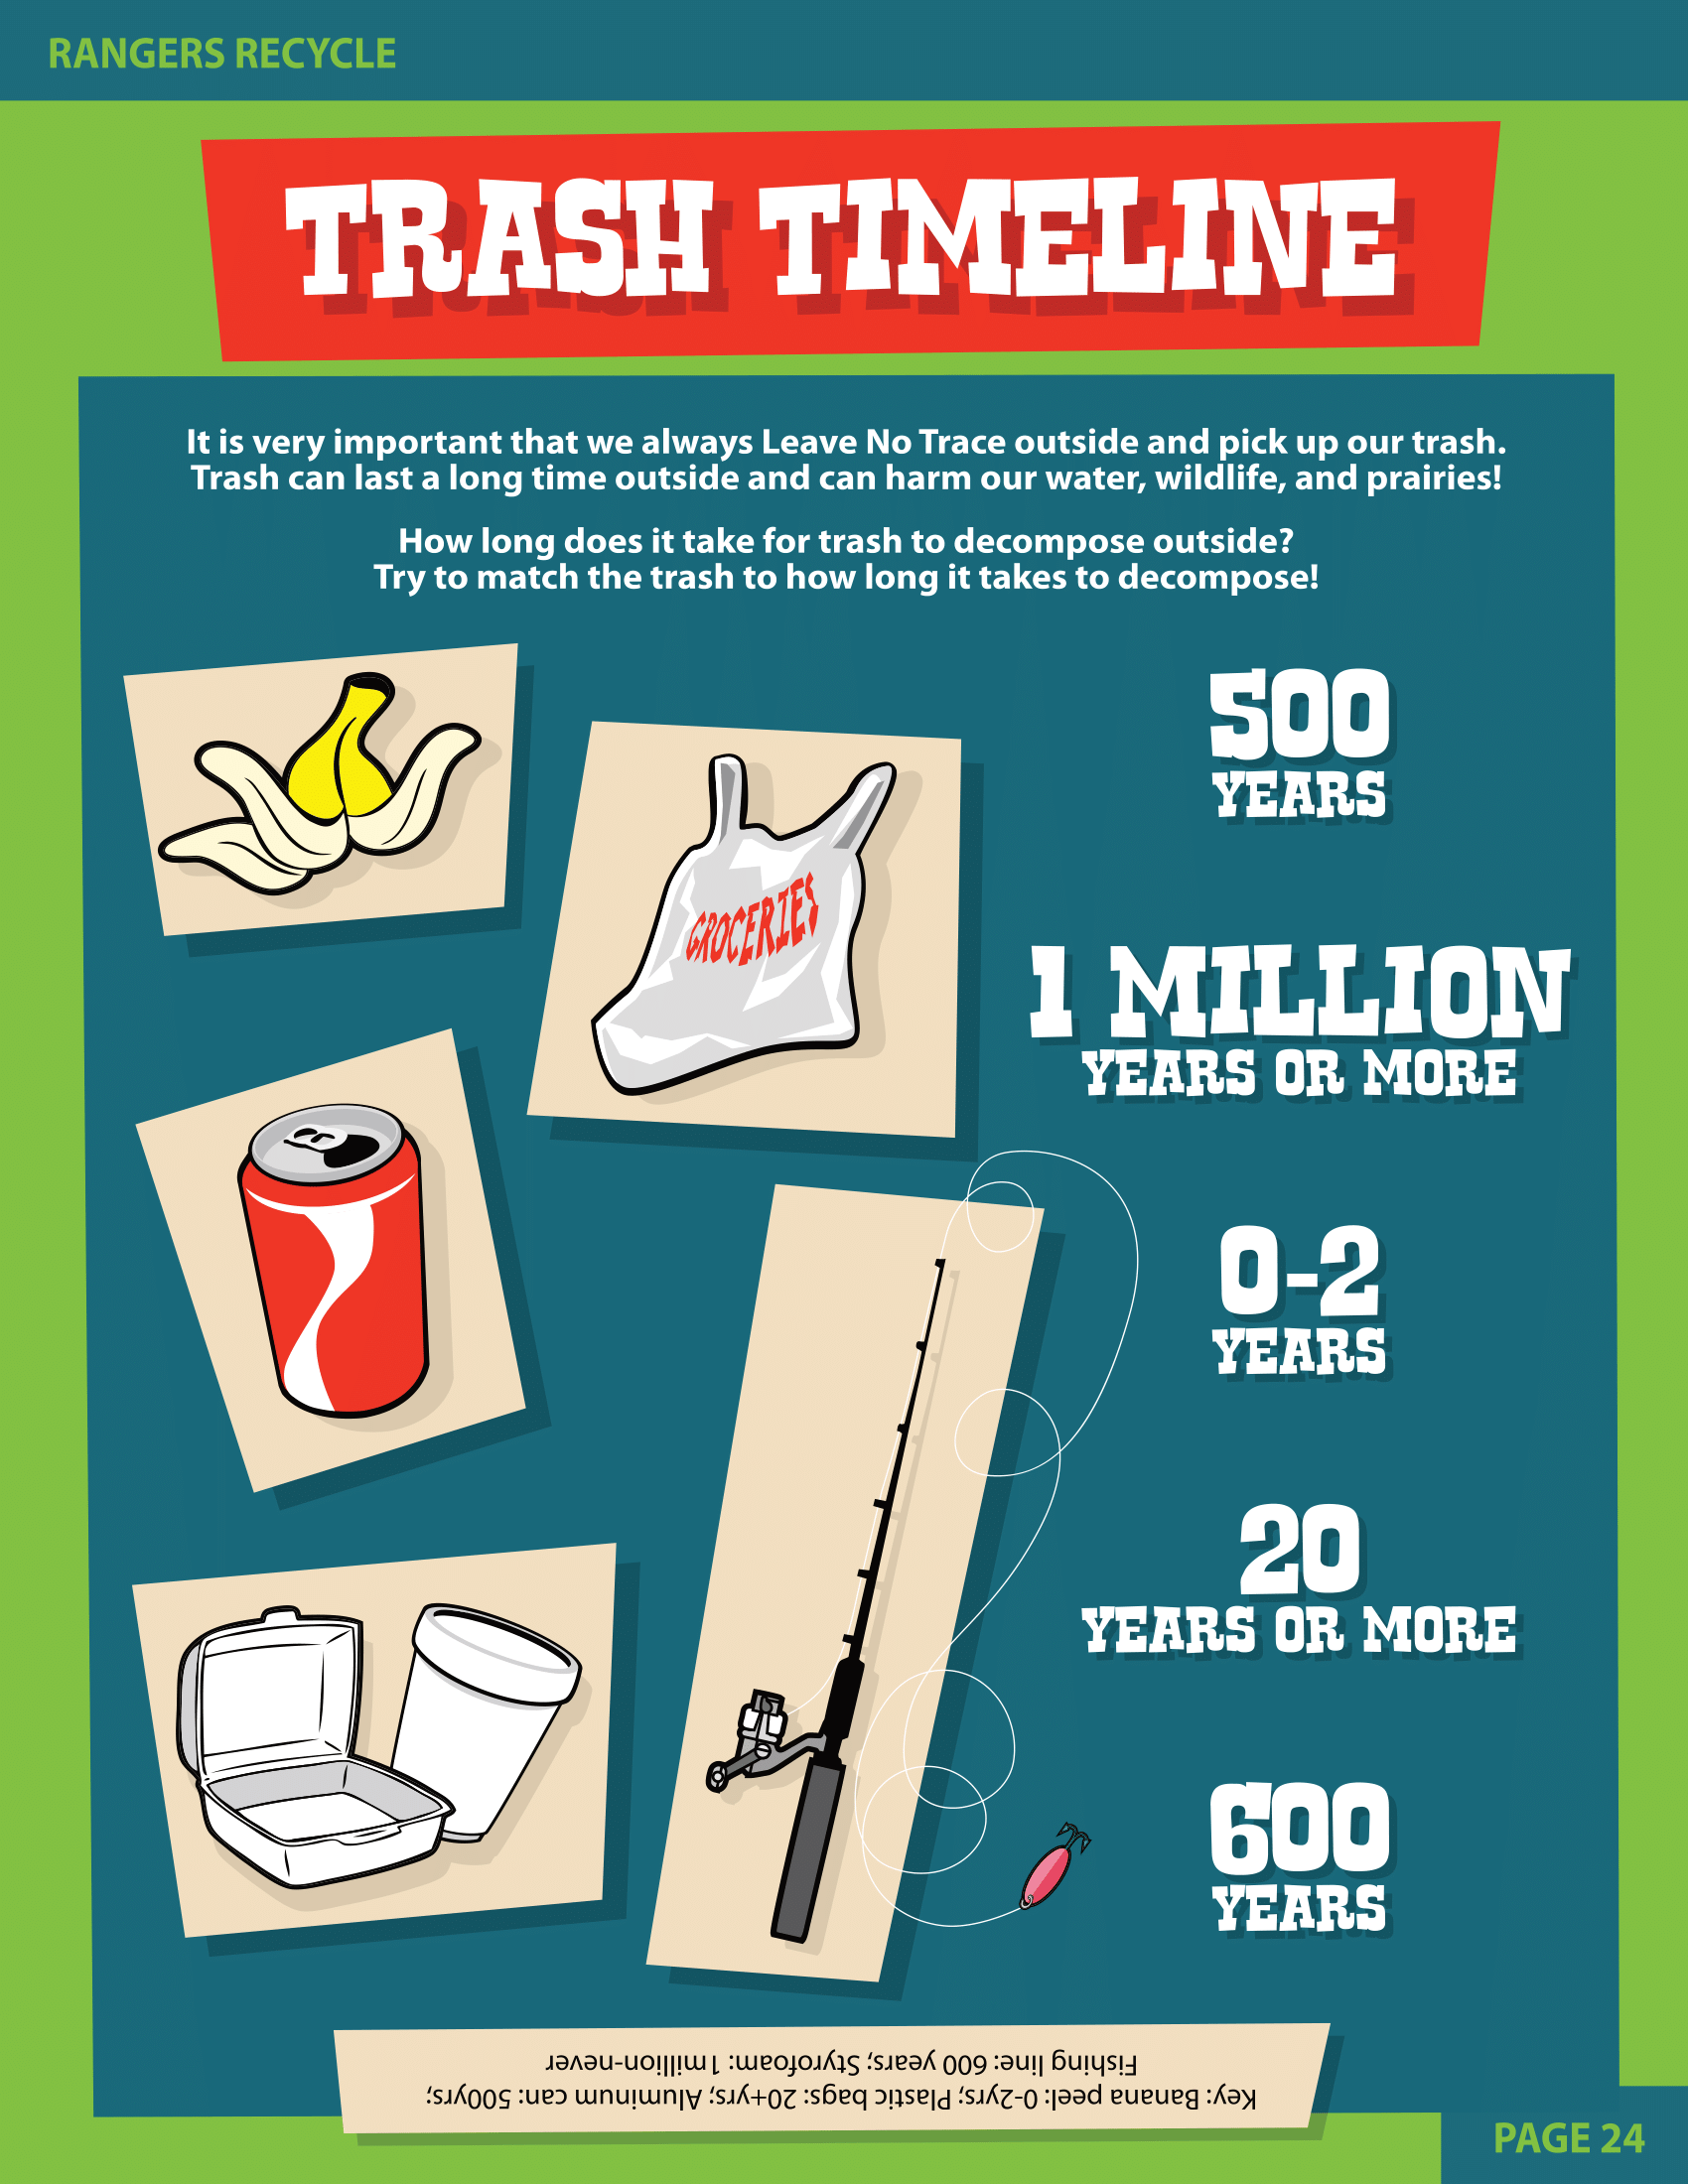 RANGERS RECYCLE
TRASH TIMELINE
It is very important that we always Leave No Trace outside and pick up our trash.
Trash can last a long time outside and can harm our water, wildlife, and prairies!
How long does it take for trash to decompose outside?
Try to match the trash to how long it takes to decompose!
GROCERIES
500
YEARS
1 MILLION
YEARS OR MORE
0-2
YEARS
20
YEARS OR MORE
600
YEARS
Key: Banana peel: 0-2yrs; Plastic bags: 20+yrs; Aluminum can: 500yrs;
Fishing line: 600 years; Styrofoam: 1million-never
PAGE 24